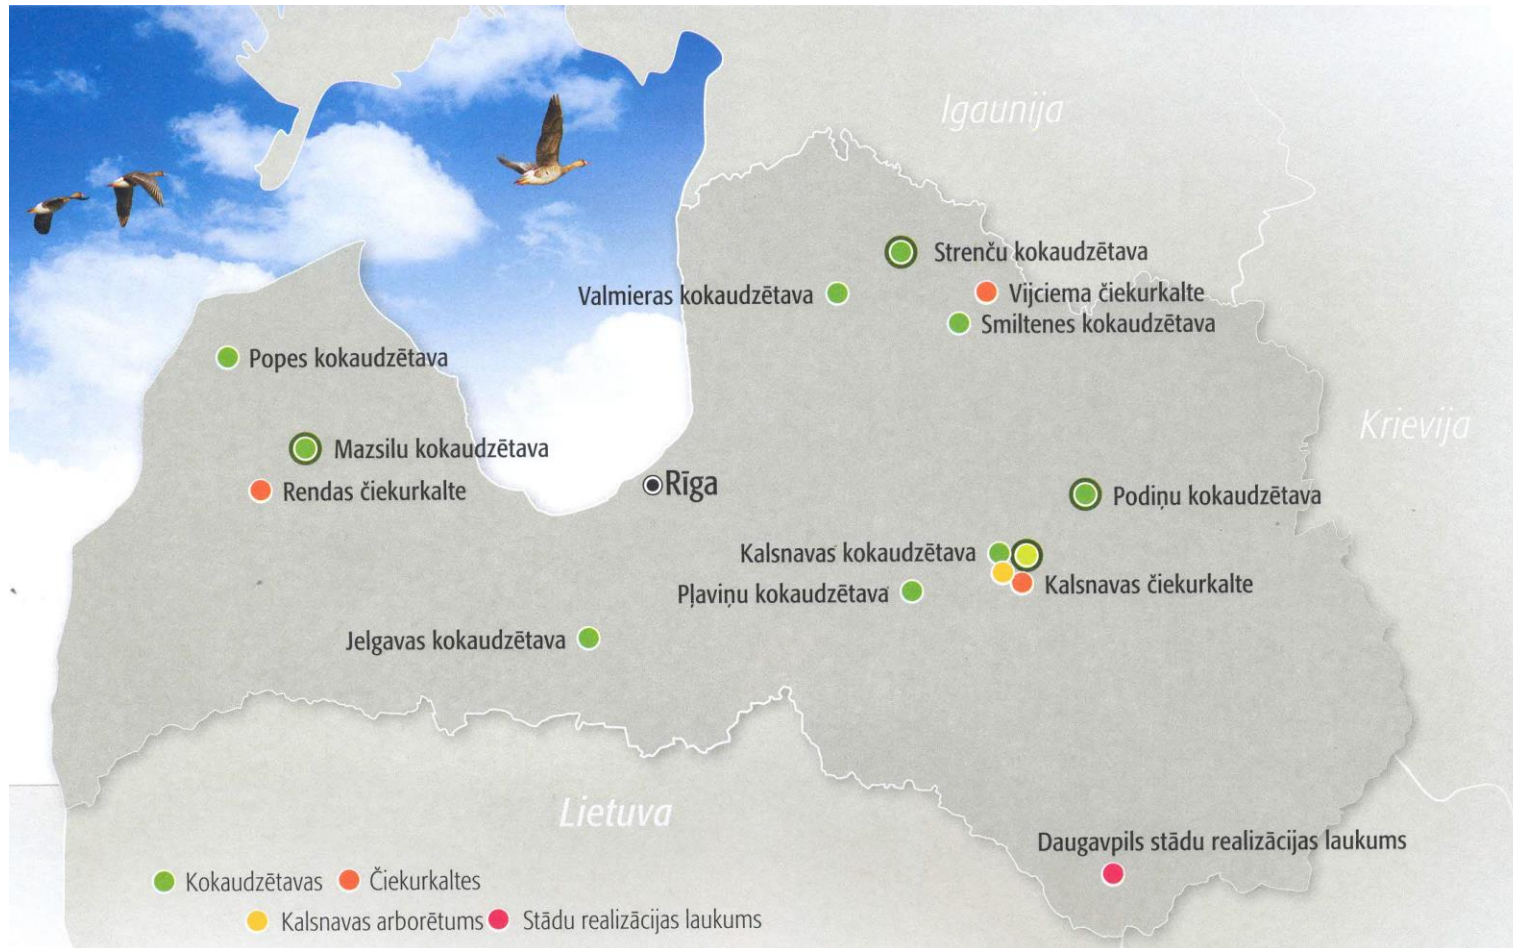 Igaunija
Strenču kokaudzētava
Valmieras kokaudzētava
Vijciema čiekurkalte
Smiltenes kokaudzētava
Popes kokaudzētava
Krievija
Mazsilu kokaudzētava
Rendas čiekurkalte
Rīga
Podiņu kokaudzētava
Kalsnavas kokaudzētava
Kalsnavas čiekurkalte
Pļaviņu kokaudzētava
Jelgavas kokaudzētava
Lietuva
Daugavpils stādu realizācijas laukums
Kokaudzētavas
Čiekurkaltes
Kalsnavas arborētums
Stādu realizācijas laukums